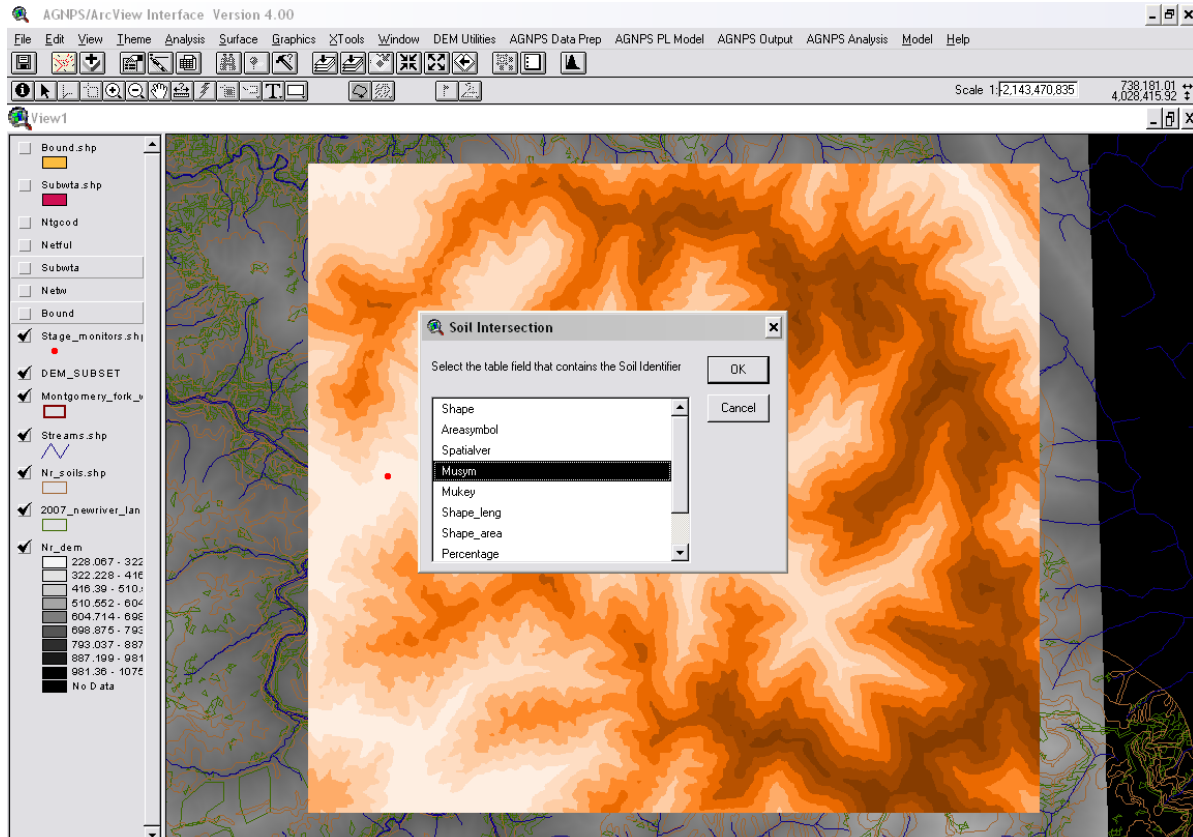 AGNPS/ArcView Interface Version 4.00
File Edit View Theme Analysis Surface Graphics XTools Window DEM Utilities AGNPS Data Prep AGNPS PL Model AGNPS Output AGNPS Analysis Model Help
Scale 1: -2,143,470,835
738,181.01
4,028,415.92
View1
Bound.shp
Subwta.shp
Ntgcod
Netful
Subwta
Netw
Bound
Stage_monitors.sh
DEM_SUBSET
Montgomery_fork_
Streams.shp
Nr_soils.shp
2007_newriver_lan
Nr_dem
228.067 - 322
322.228 - 416
416.39 - 510.
510.552 - 604
604.714 - 698
698.875 - 793
793.037 - 887
887.199 - 981
981.36 - 1075
No Data
Soil Intersection
Select the table field that contains the Soil Identifier
OK
Cancel
Shape
Areasymbol
Spatialver
Musym
Mukey
Shape_leng
Shape_area
Percentage